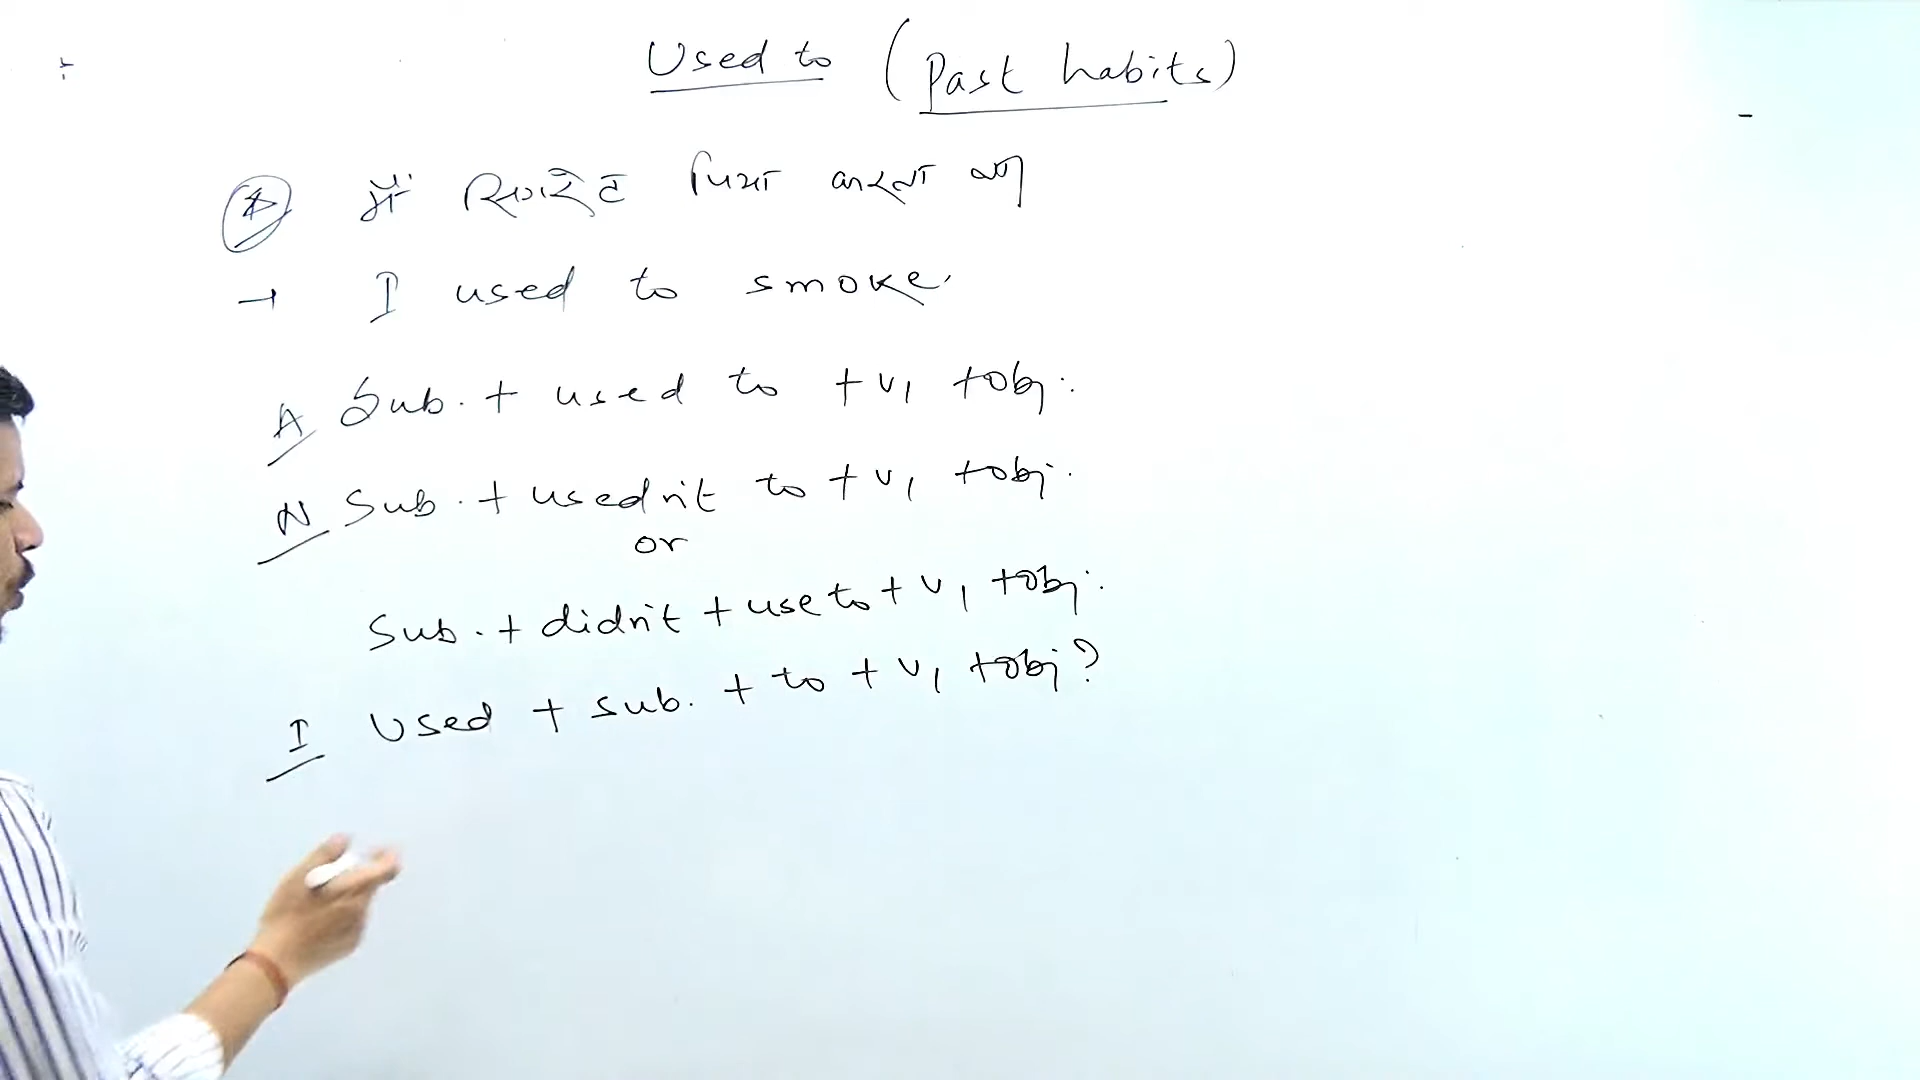 Used to (Past habits)
मैं सिगरेट पिया करता था
→ I used to smoke.
A Sub. + used to + v1 + obj.
N Sub. + usedn't to + v1 + obj.
or
Sub. + didn't + use to + v1 + obj.
I Used + sub. + to + v1 + obj?